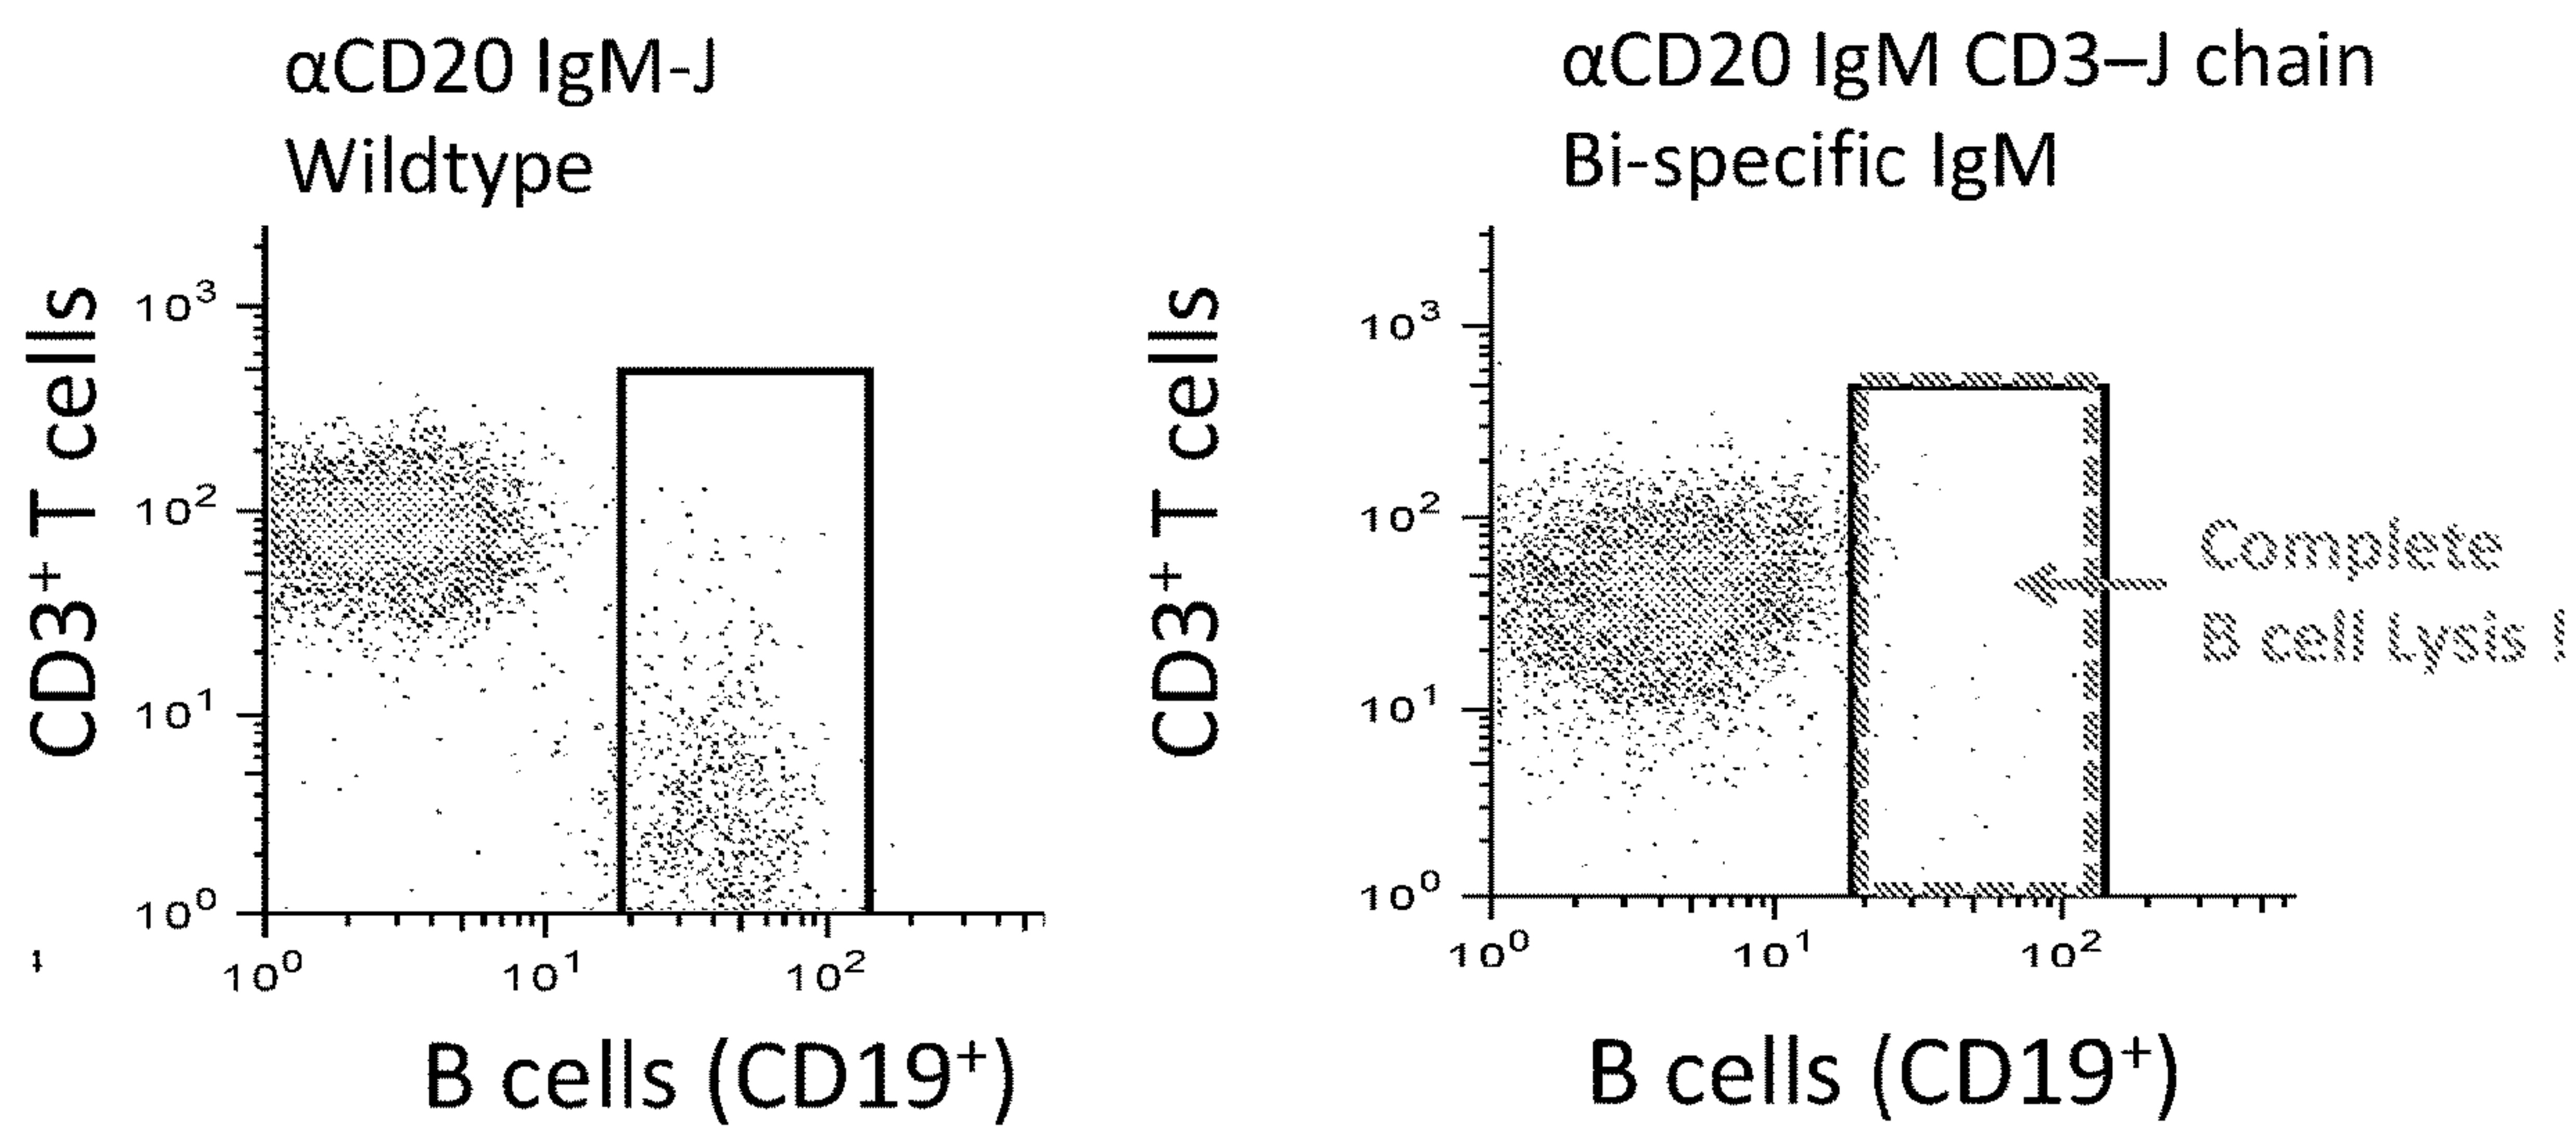 αCD20 IgM-J
Wildtype
CD3⁺ T cells
10³
10²
10¹
10⁰
10⁰ 10¹ 10²
B cells (CD19⁺)
αCD20 IgM CD3–J chain
Bi-specific IgM
CD3⁺ T cells
10³
10²
10¹
10⁰
10⁰ 10¹ 10²
B cells (CD19⁺)
Complete
B cell Lysis !